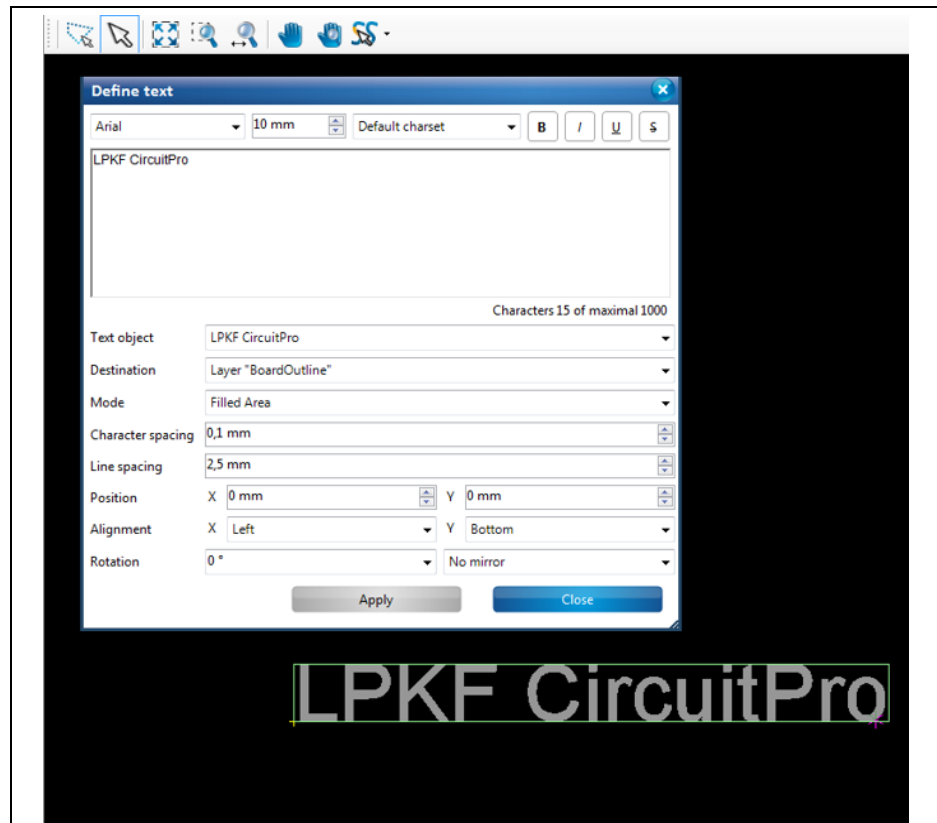 Define text
Arial 10 mm Default charset B I U S
LPKF CircuitPro
Characters 15 of maximal 1000
Text object LPKF CircuitPro
Destination Layer "BoardOutline"
Mode Filled Area
Character spacing 0,1 mm
Line spacing 2,5 mm
Position X 0 mm Y 0 mm
Alignment X Left Y Bottom
Rotation 0 ° No mirror
Apply Close
LPKF CircuitPro